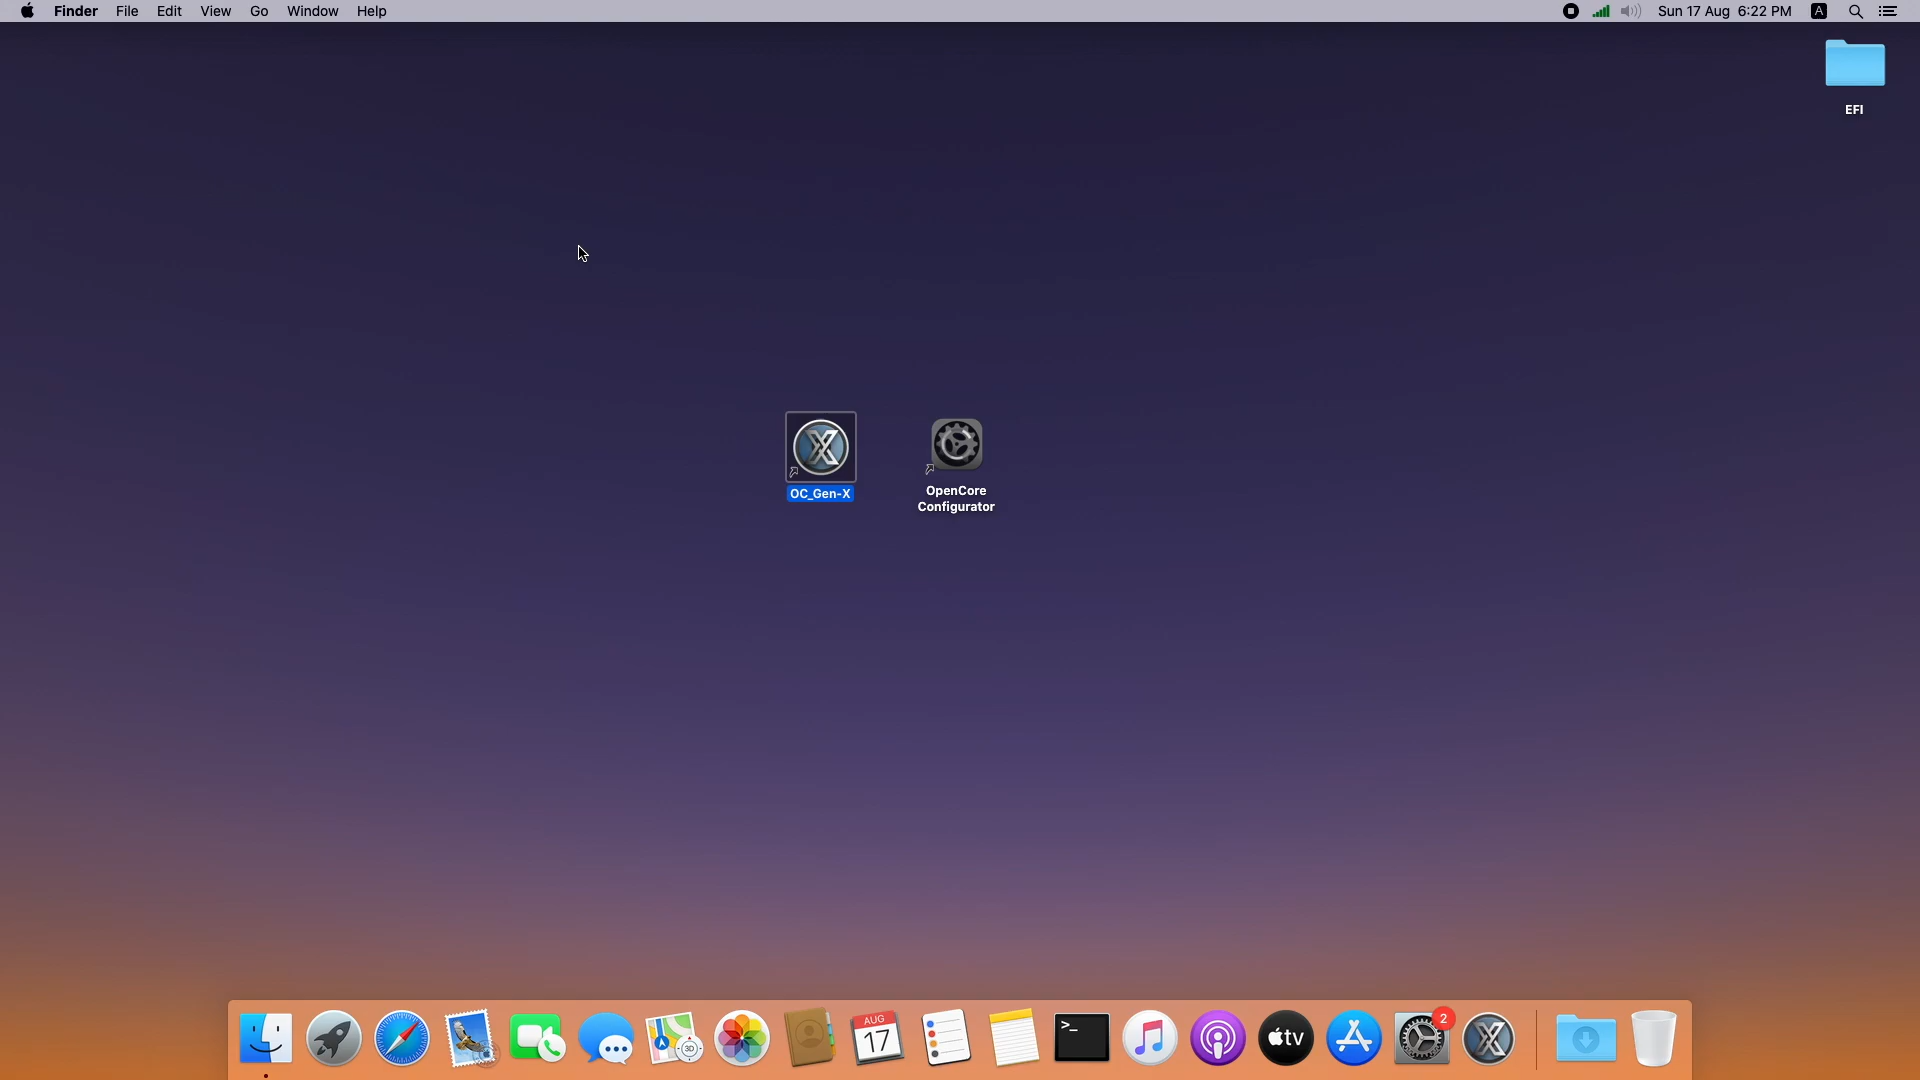 Finder File Edit View Go Window Help Sun 17 Aug 6:22 PM A
EFI
OC_Gen-X
OpenCore
Configurator
AUG
17
3D
>_
tv
2